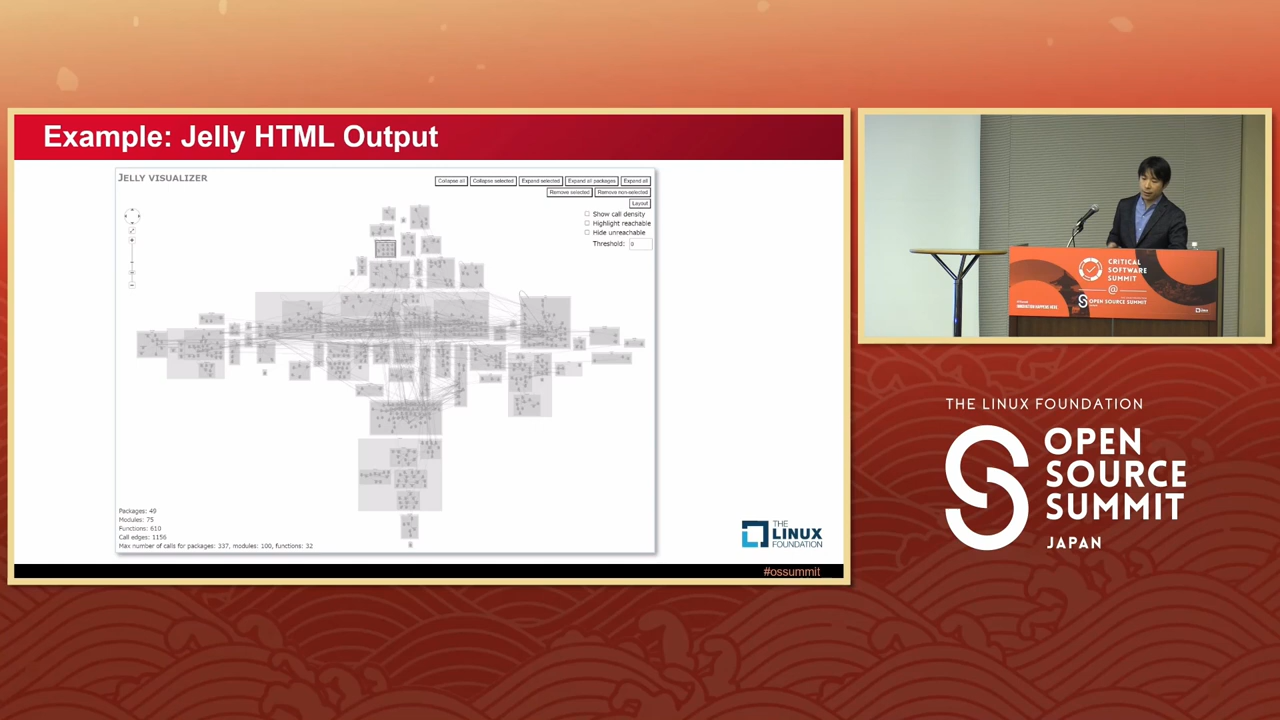 Example: Jelly HTML Output
JELLY VISUALIZER
Collapse all
Collapse selected
Expand selected
Expand all packages
Expand all
Remove selected
Remove non-selected
Layout
Show call density
Highlight reachable
Hide unreachable
Threshold: 0
Packages: 49
Modules: 75
Functions: 610
Call edges: 1156
Max number of calls for packages: 337, modules: 100, functions: 32
THE
LINUX
FOUNDATION
#ossummit
CRITICAL
SOFTWARE
SUMMIT
@
OPEN SOURCE SUMMIT
THE LINUX FOUNDATION
OPEN
SOURCE
SUMMIT
JAPAN